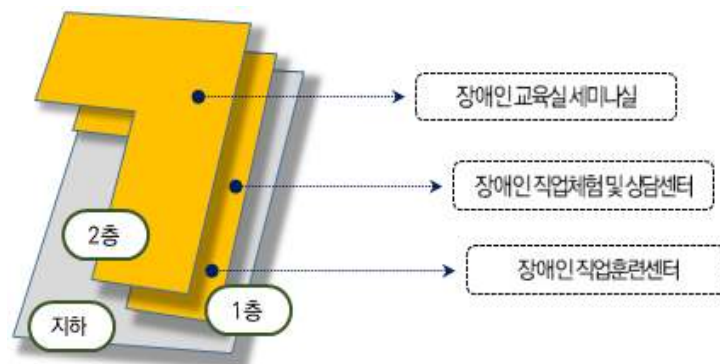 장애인 교육실 세미나실
장애인 직업체험 및 상담센터
2층
장애인 직업훈련센터
1층
지하